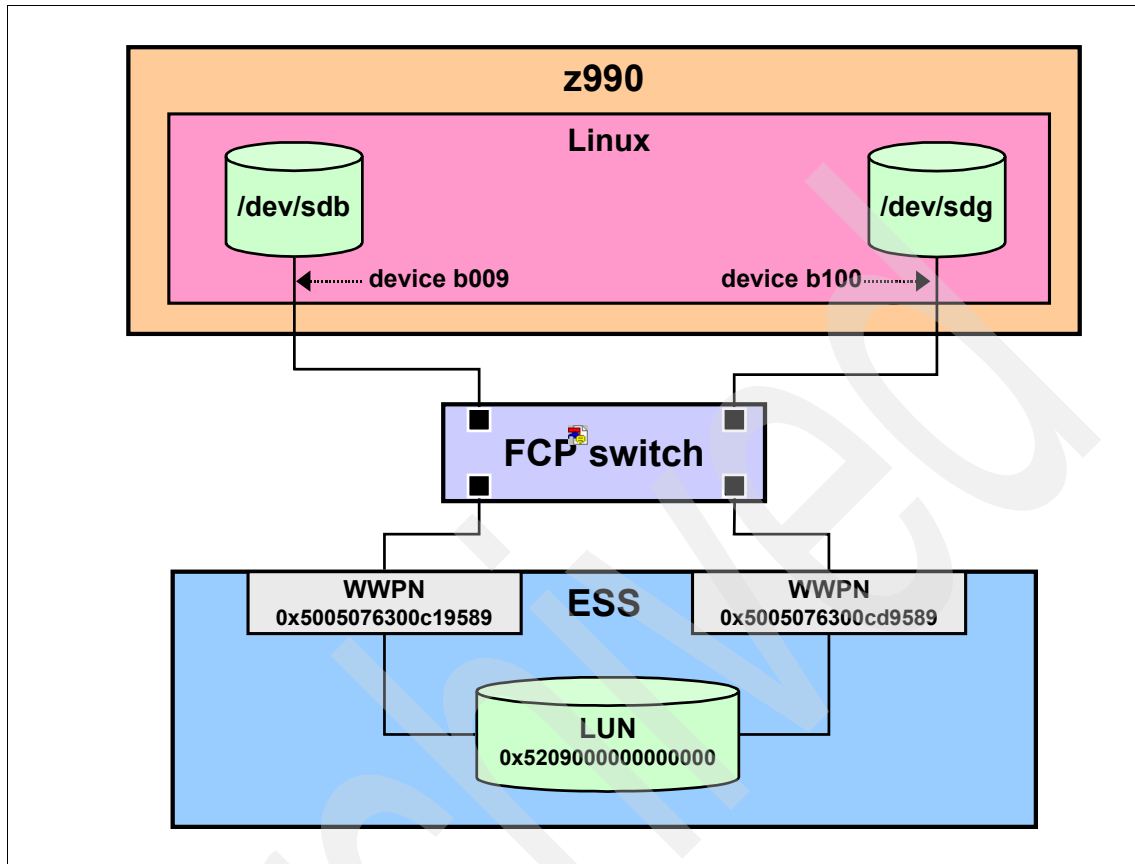 z990
Linux
/dev/sdb
/dev/sdg
device b009
device b100
FCP switch
WWPN
0x5005076300c19589
ESS
WWPN
0x5005076300cd9589
LUN
0x5209000000000000